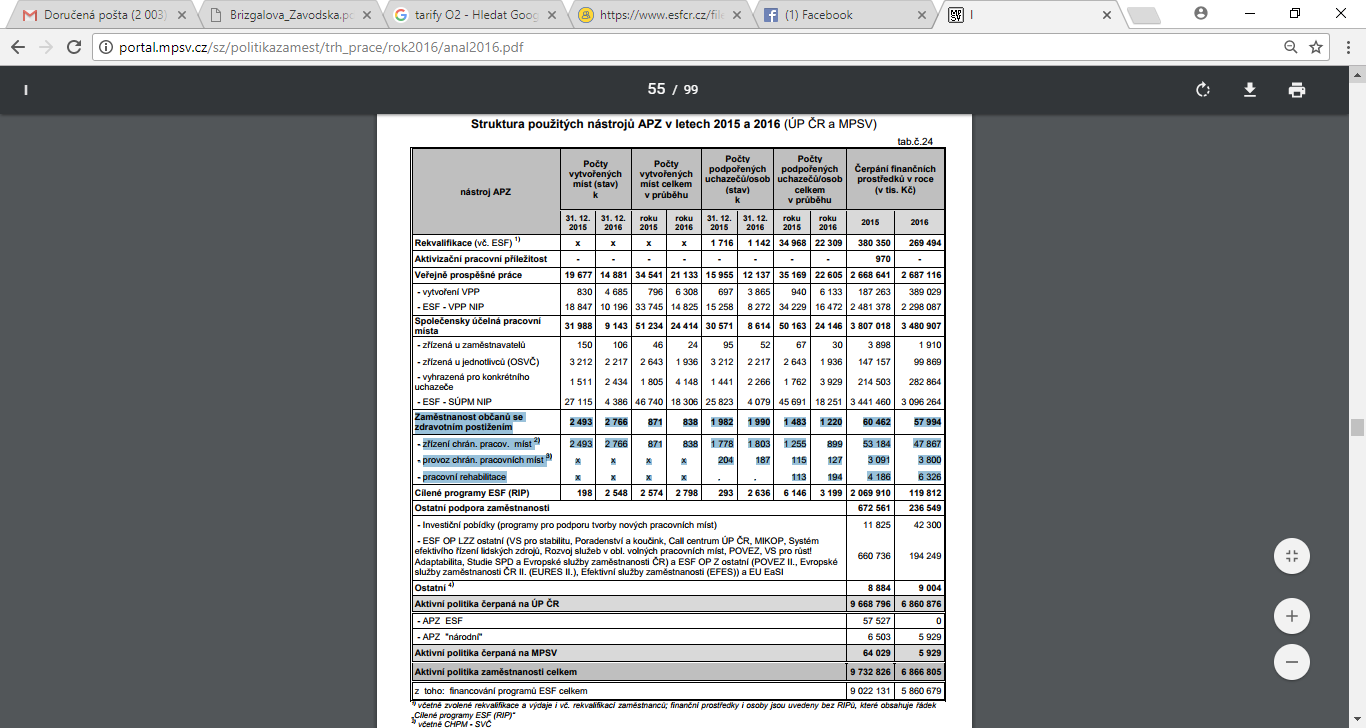 Doručená pošta (2 003)
Brizgalova_Zavodska.pd
tarify O2 - Hledat Goog
https://www.esfcr.cz/file
(1) Facebook
I
portal.mpsv.cz/sz/politikazamest/trh_prace/rok2016/anal2016.pdf
I
55 / 99
Struktura použitých nástrojů APZ v letech 2015 a 2016 (ÚP ČR a MPSV)
tab.č.24
nástroj APZ
Počty vytvořených míst (stav) k
Počty vytvořených míst celkem v průběhu
Počty podpořených uchazečů/osob (stav) k
Počty podpořených uchazečů/osob celkem v průběhu
Čerpání finančních prostředků v roce (v tis. Kč)
31. 12. 2015 31. 12. 2016 roku 2015 roku 2016 31. 12. 2015 31. 12. 2016 roku 2015 roku 2016 2015 2016
Rekvalifikace (vč. ESF) 1) x x x x 1 716 1 142 34 968 22 309 380 350 269 494
Aktivizační pracovní příležitost - - - - - - - - 970 -
Veřejně prospěšné práce 19 677 14 881 34 541 21 133 15 955 12 137 35 169 22 605 2 668 641 2 687 116
- vytvoření VPP 830 4 685 796 6 308 697 3 865 940 6 133 187 263 389 029
- ESF - VPP NIP 18 847 10 196 33 745 14 825 15 258 8 272 34 229 16 472 2 481 378 2 298 087
Společensky účelná pracovní
místa 31 988 9 143 51 234 24 414 30 571 8 614 50 163 24 146 3 807 018 3 480 907
- zřízená u zaměstnavatelů 150 106 46 24 95 52 67 30 3 898 1 910
- zřízená u jednotlivců (OSVČ) 3 212 2 217 2 643 1 936 3 212 2 217 2 643 1 936 147 157 99 869
- vyhrazená pro konkrétního
uchazeče 1 511 2 434 1 805 4 148 1 441 2 266 1 762 3 929 214 503 282 864
- ESF - SÚPM NIP 27 115 4 386 46 740 18 306 25 823 4 079 45 691 18 251 3 441 460 3 096 264
Zaměstnanost občanů se
zdravotním postižením 2 493 2 766 871 838 1 982 1 990 1 483 1 220 60 462 57 994
- zřízení chrán. pracov. míst 2) 2 493 2 766 871 838 1 778 1 803 1 255 899 53 184 47 867
- provoz chrán. pracovních míst 3) x x x x 204 187 115 127 3 091 3 800
- pracovní rehabilitace x x x x . . 113 194 4 186 6 326
Cílené programy ESF (RIP) 198 2 548 2 574 2 798 293 2 636 6 146 3 199 2 069 910 119 812
Ostatní podpora zaměstnanosti 672 561 236 549
- Investiční pobídky (programy pro podporu tvorby nových pracovních míst) 11 825 42 300
- ESF OP LZZ ostatní (VS pro stabilitu, Poradenství a koučink, Call centrum ÚP ČR, MIKOP, Systém
efektivího řízení lidských zdrojů, Rozvoj služeb v obl. volných pracovních míst, POVEZ, VS pro růst!
Adaptabilita, Studie SPD a Evropské služby zaměstnanosti ČR) a ESF OP Z ostatní (POVEZ II., Evropské
služby zaměstnanosti ČR II. (EURES II.), Efektivní služby zaměstnanosti (EFES)) a EU EaSI 660 736 194 249
Ostatní 4) 8 884 9 004
Aktivní politika čerpaná na ÚP ČR 9 668 796 6 860 876
- APZ ESF 57 527 0
- APZ "národní" 6 503 5 929
Aktivní politika čerpaná na MPSV 64 029 5 929
Aktivní politika zaměstnanosti celkem 9 732 826 6 866 805
z toho: financování programů ESF celkem 9 022 131 5 860 679
1) včetně zvolené rekvalifikace a výdaje i vč. rekvalifikací zaměstnanců; finanční prostředky i osoby jsou uvedeny bez RIPů, které obsahuje řádek
„Cílené programy ESF (RIP)“
2) včetně CHPM - SVČ